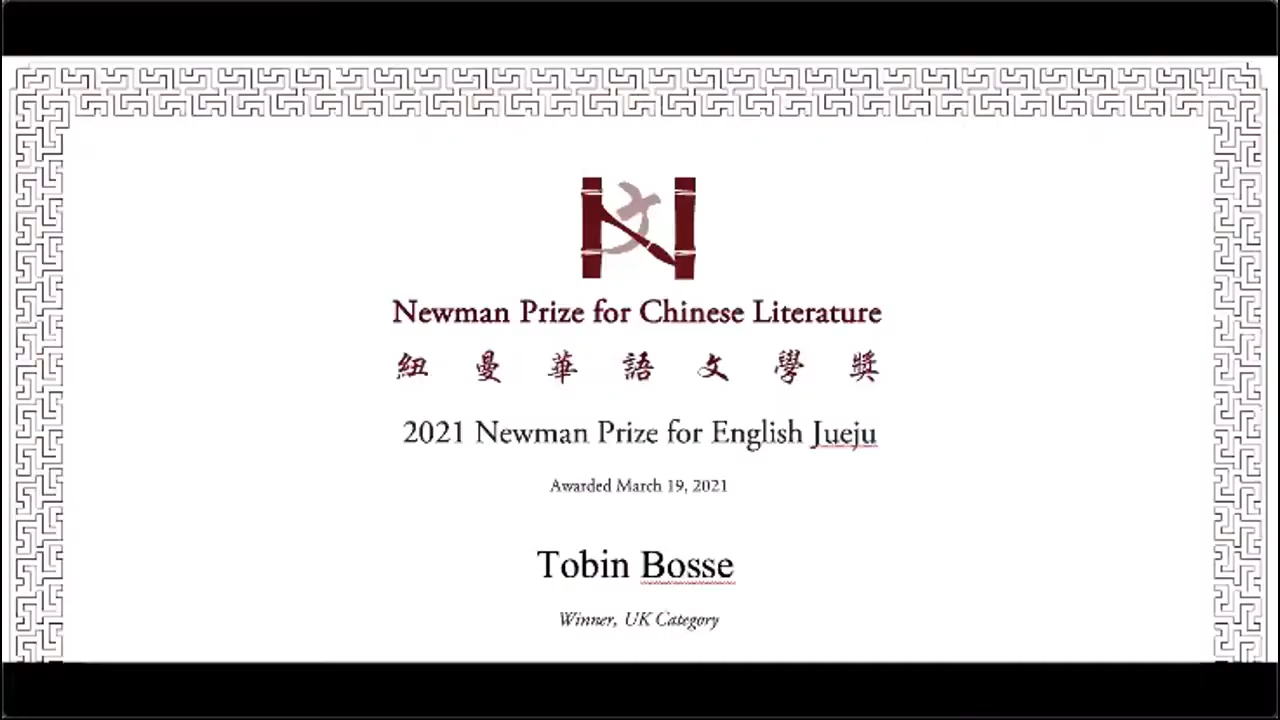 文
Newman Prize for Chinese Literature
紐曼華語文學獎
2021 Newman Prize for English Jueju
Awarded March 19, 2021
Tobin Bosse
Winner, UK Category